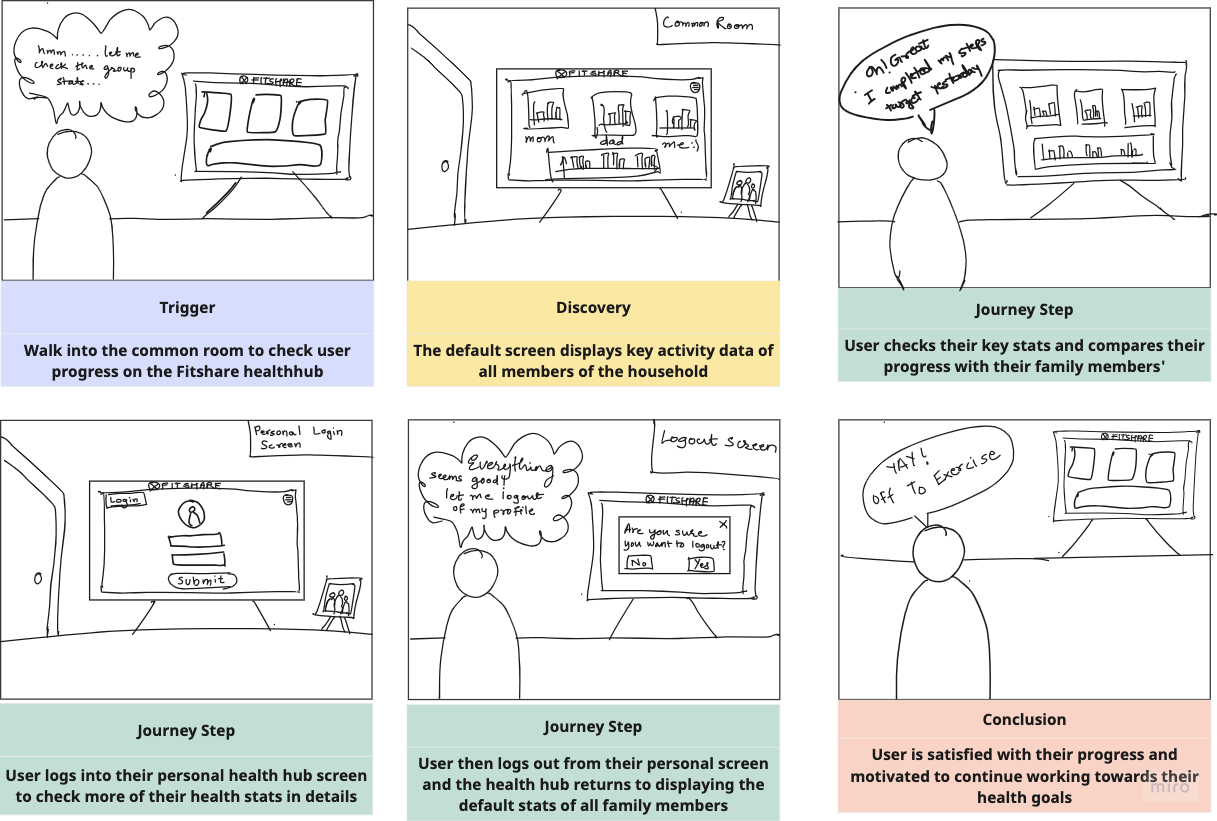 hmm ..... let me
check the group
stats...
FITSHARE
Trigger
Walk into the common room to check user
progress on the Fitshare healthhub
Common Room
FITSHARE
mom
dad
me :)
Discovery
The default screen displays key activity data of
all members of the household
Oh! Great
I completed my steps
target yesterday
Journey Step
User checks their key stats and compares their
progress with their family members'
Personal Login
Screen
FITSHARE
Login
Submit
Journey Step
User logs into their personal health hub screen
to check more of their health stats in details
Logout Screen
Everything
seems good!
let me logout
of my profile
FITSHARE
Are you sure
you want to logout?
X
No
Yes
Journey Step
User then logs out from their personal screen
and the health hub returns to displaying the
default stats of all family members
YAY!
Off To Exercise
FITSHARE
Conclusion
User is satisfied with their progress and
motivated to continue working towards their
health goals
miro